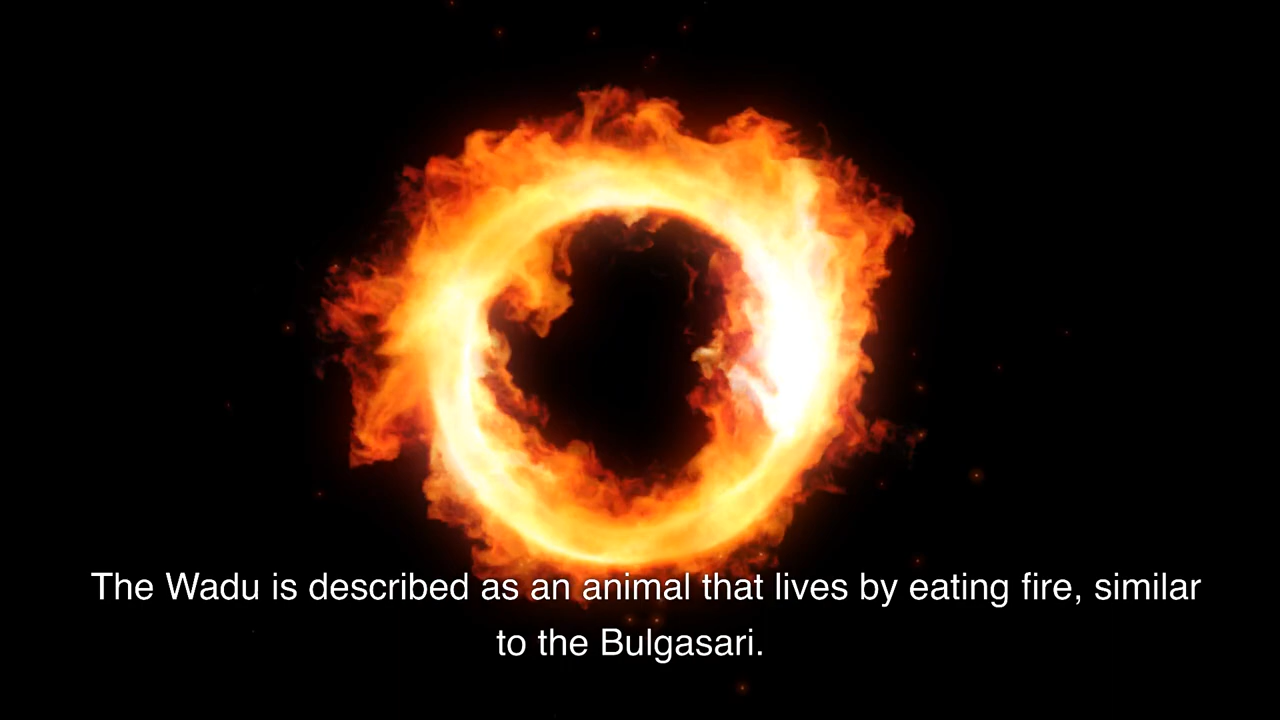 The Wadu is described as an animal that lives by eating fire, similar
to the Bulgasari.